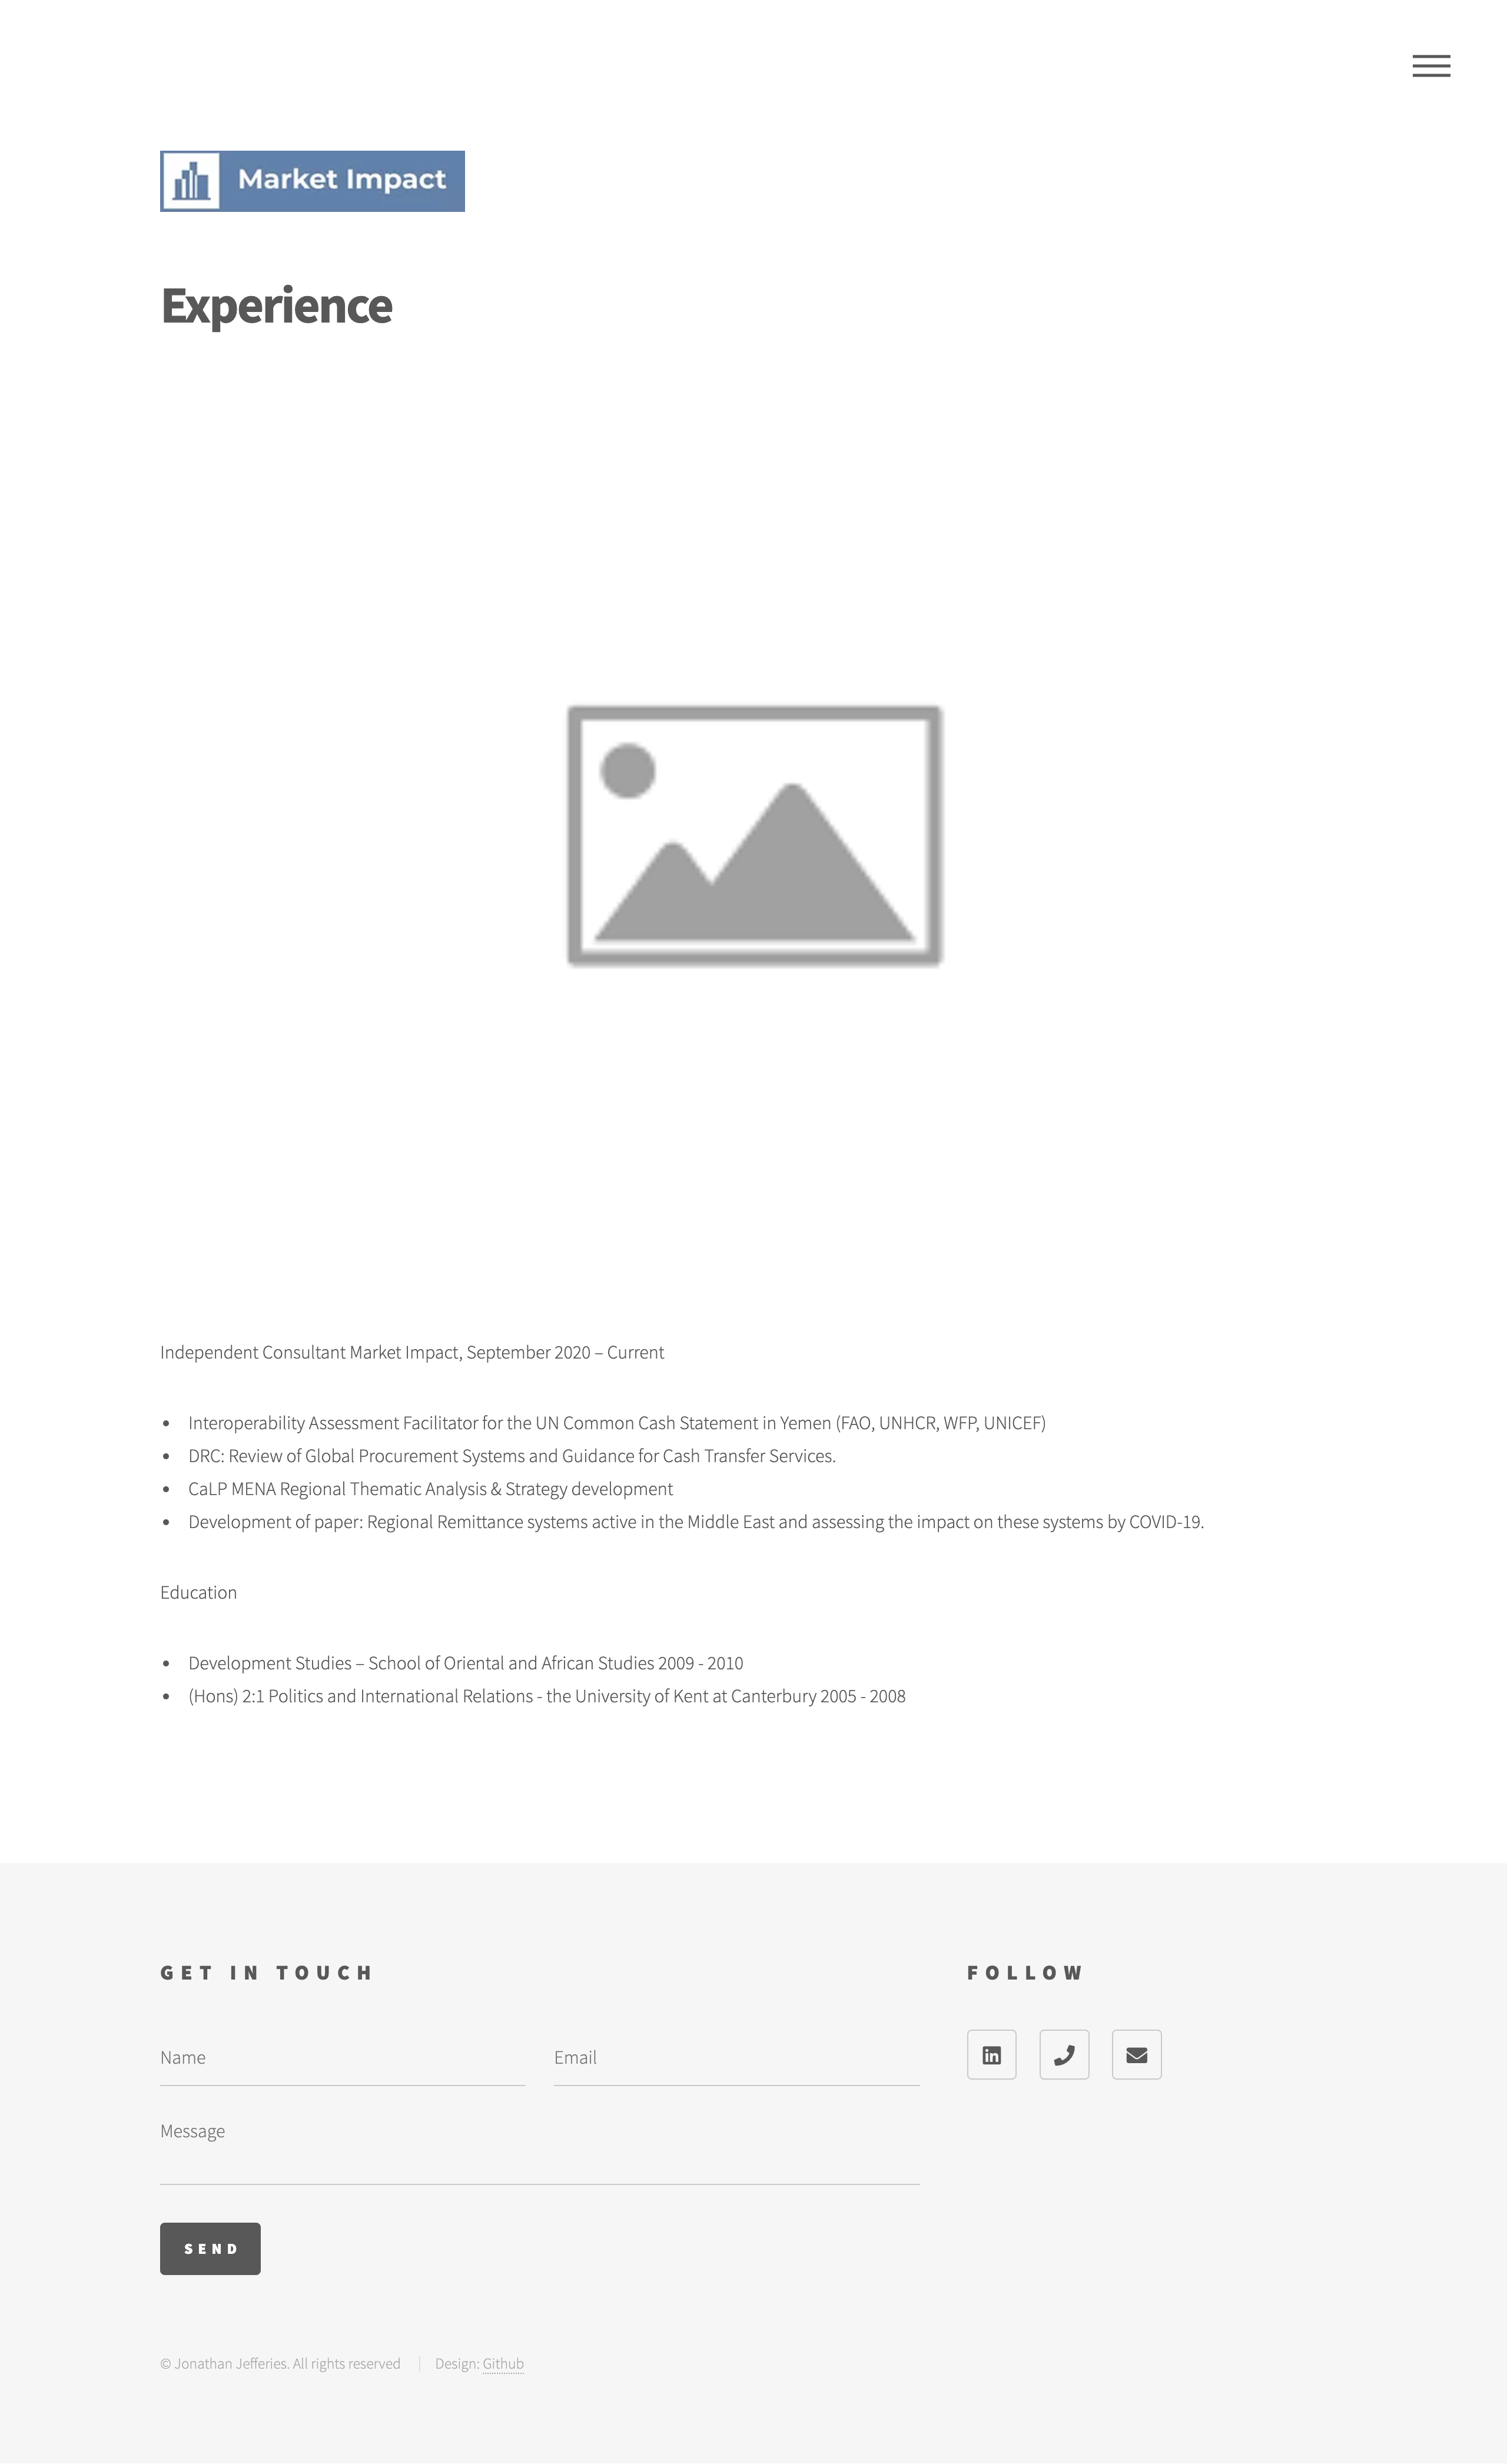 Market Impact
Experience
Independent Consultant Market Impact, September 2020 – Current
Interoperability Assessment Facilitator for the UN Common Cash Statement in Yemen (FAO, UNHCR, WFP, UNICEF)
DRC: Review of Global Procurement Systems and Guidance for Cash Transfer Services.
CaLP MENA Regional Thematic Analysis & Strategy development
Development of paper: Regional Remittance systems active in the Middle East and assessing the impact on these systems by COVID-19.
Education
Development Studies – School of Oriental and African Studies 2009 - 2010
(Hons) 2:1 Politics and International Relations - the University of Kent at Canterbury 2005 - 2008
GET IN TOUCH
FOLLOW
Name
Email
Message
SEND
© Jonathan Jefferies. All rights reserved
Design: Github